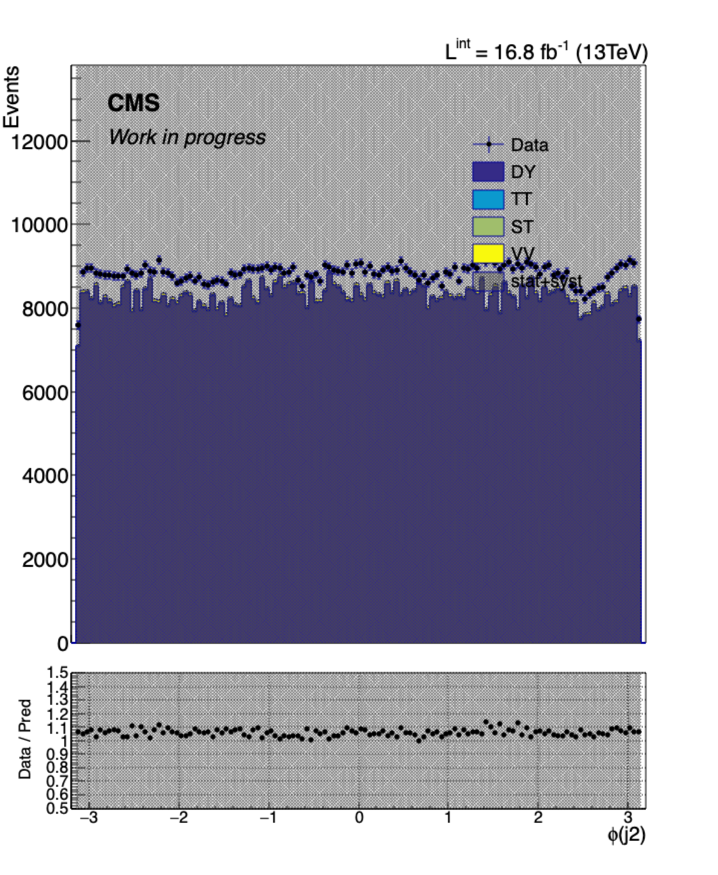 L^int = 16.8 fb^-1 (13TeV)
Events
CMS
Work in progress
12000
10000
8000
6000
4000
2000
0
Data
DY
TT
ST
VV
stat+syst
Data / Pred
1.5
1.4
1.3
1.2
1.1
1
0.9
0.8
0.7
0.6
0.5
−3 −2 −1 0 1 2 3
ϕ(j2)